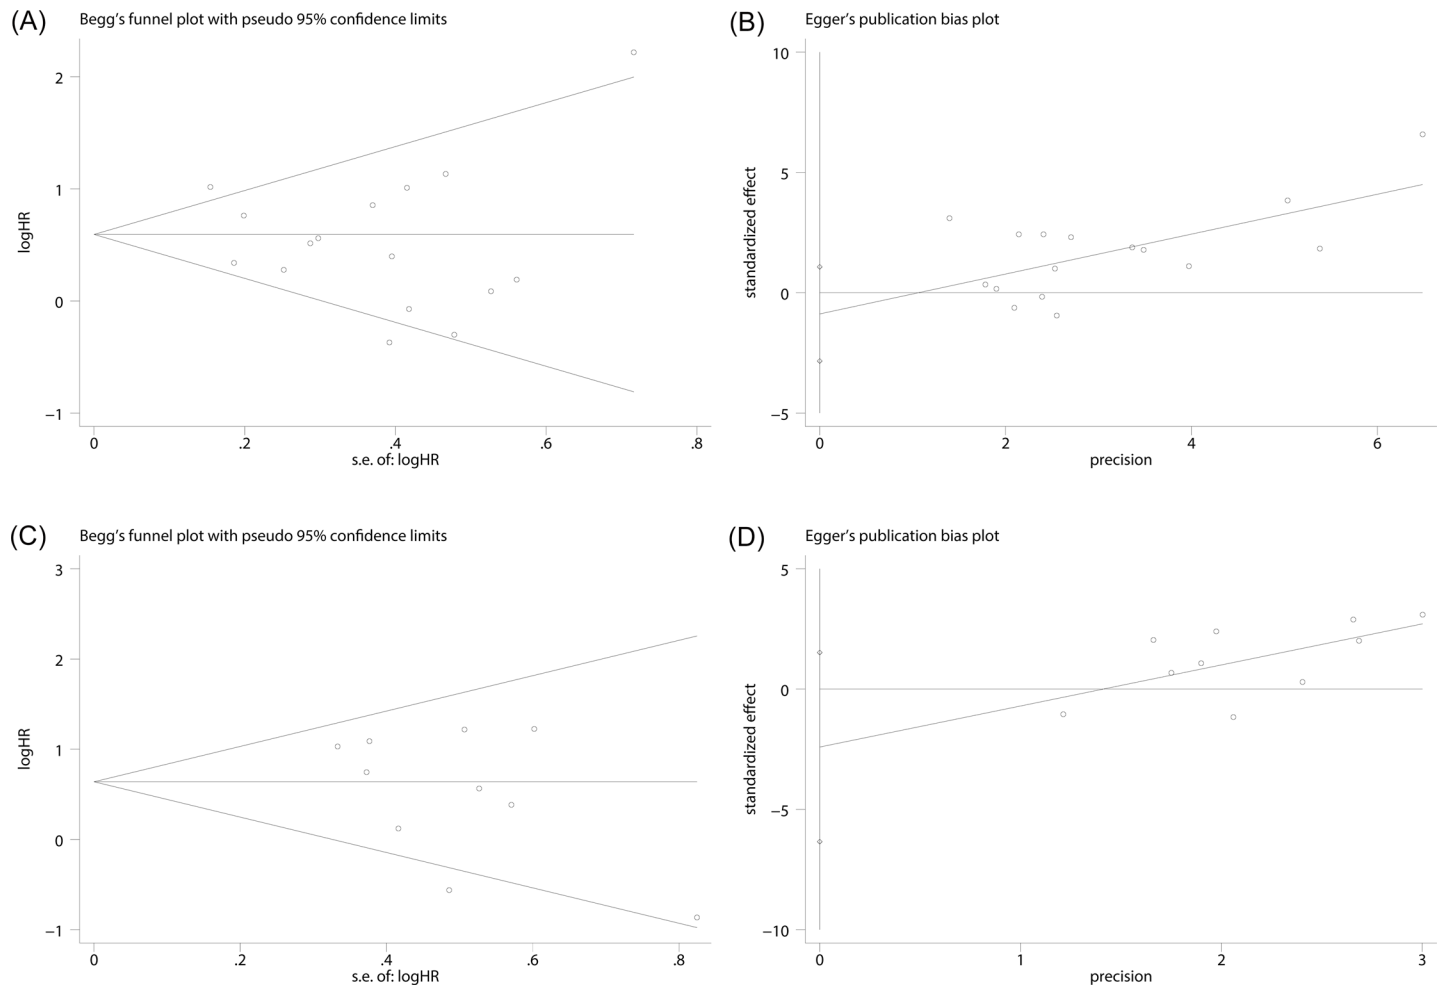 (A)
Begg's funnel plot with pseudo 95% confidence limits
2
1
0
−1
logHR
0 .2 .4 .6 .8
s.e. of: logHR
(B)
Egger's publication bias plot
10
5
0
−5
standardized effect
0 2 4 6
precision
(C)
Begg's funnel plot with pseudo 95% confidence limits
3
2
1
0
−1
logHR
0 .2 .4 .6 .8
s.e. of: logHR
(D)
Egger's publication bias plot
5
0
−5
−10
standardized effect
0 1 2 3
precision